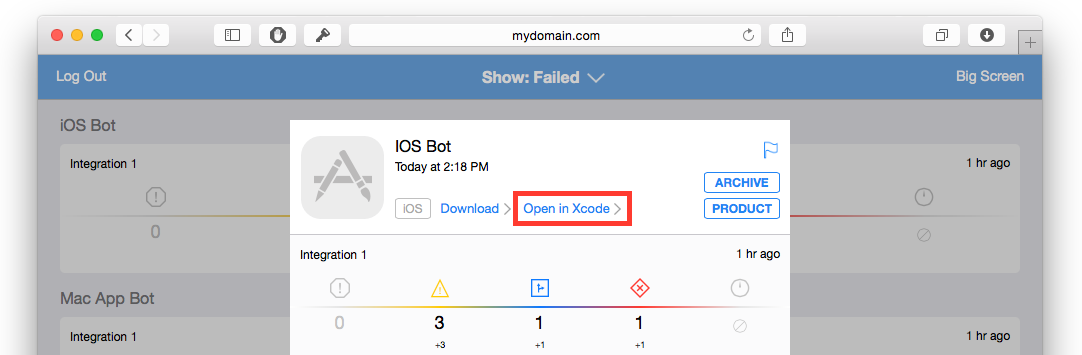 mydomain.com
Log Out
Show: Failed
Big Screen
iOS Bot
Integration 1
1 hr ago
0
IOS Bot
Today at 2:18 PM
iOS
Download
Open in Xcode
ARCHIVE
PRODUCT
Integration 1
1 hr ago
0 3 1 1
+3 +1 +1
Mac App Bot
Integration 1
1 hr ago